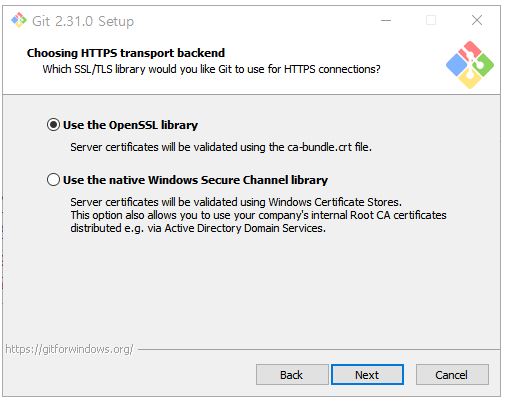 Git 2.31.0 Setup
Choosing HTTPS transport backend
Which SSL/TLS library would you like Git to use for HTTPS connections?
Use the OpenSSL library
Server certificates will be validated using the ca-bundle.crt file.
Use the native Windows Secure Channel library
Server certificates will be validated using Windows Certificate Stores.
This option also allows you to use your company's internal Root CA certificates
distributed e.g. via Active Directory Domain Services.
https://gitforwindows.org/
Back Next Cancel